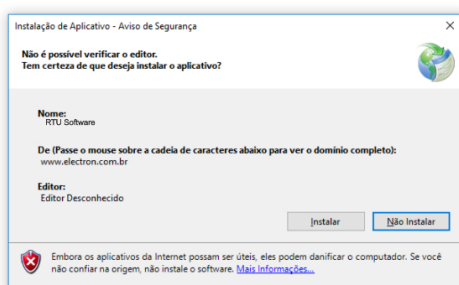 Instalação de Aplicativo - Aviso de Segurança
Não é possível verificar o editor.
Tem certeza de que deseja instalar o aplicativo?
Nome:
RTU Software
De (Passe o mouse sobre a cadeia de caracteres abaixo para ver o domínio completo):
www.electron.com.br
Editor:
Editor Desconhecido
Instalar
Não Instalar
Embora os aplicativos da Internet possam ser úteis, eles podem danificar o computador. Se você
não confiar na origem, não instale o software. Mais Informações...